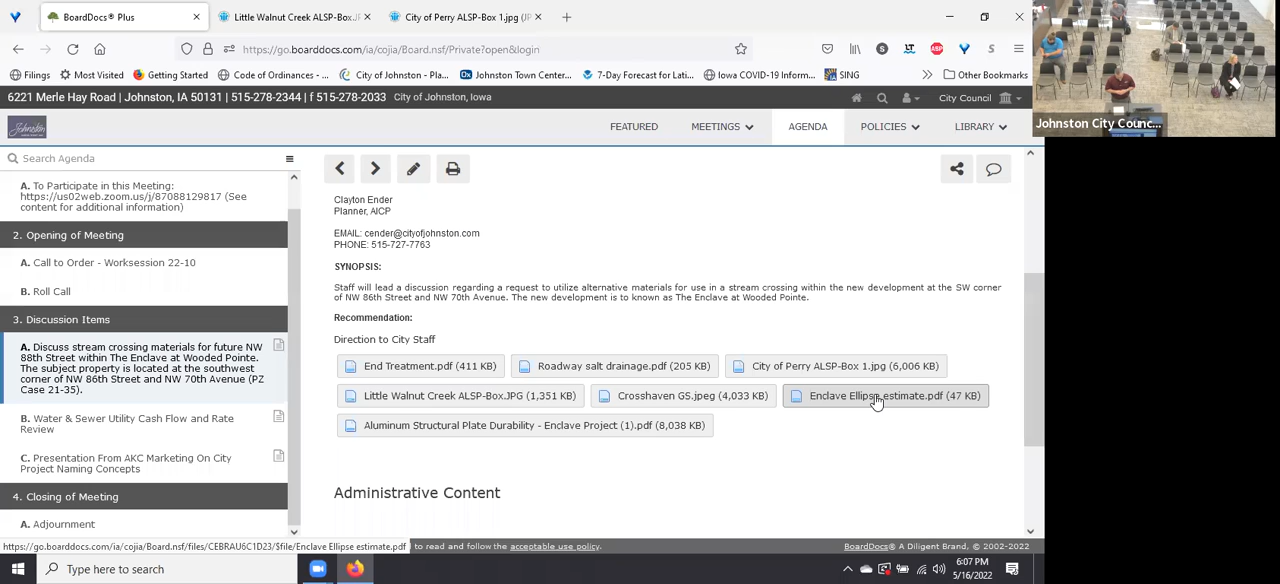 BoardDocs® Plus
Little Walnut Creek ALSP-Box.J
City of Perry ALSP-Box 1.jpg (JP
https://go.boarddocs.com/ia/cojia/Board.nsf/Private?open&login
Filings
Most Visited
Getting Started
Code of Ordinances -...
City of Johnston - Pla...
Johnston Town Center...
7-Day Forecast for Lati...
Iowa COVID-19 Inform...
SING
Other Bookmarks
6221 Merle Hay Road | Johnston, IA 50131 | 515-278-2344 | f 515-278-2033
City of Johnston, Iowa
City Council
Johnston
FEATURED
MEETINGS
AGENDA
POLICIES
LIBRARY
Johnston City Counc...
Search Agenda
A. To Participate in this Meeting:
https://us02web.zoom.us/j/87088129817 (See
content for additional information)
2. Opening of Meeting
A. Call to Order - Worksession 22-10
B. Roll Call
3. Discussion Items
A. Discuss stream crossing materials for future NW
88th Street within The Enclave at Wooded Pointe.
The subject property is located at the southwest
corner of NW 86th Street and NW 70th Avenue (PZ
Case 21-35).
B. Water & Sewer Utility Cash Flow and Rate
Review
C. Presentation From AKC Marketing On City
Project Naming Concepts
4. Closing of Meeting
A. Adjournment
Clayton Ender
Planner, AICP
EMAIL: cender@cityofjohnston.com
PHONE: 515-727-7763
SYNOPSIS:
Staff will lead a discussion regarding a request to utilize alternative materials for use in a stream crossing within the new development at the SW corner
of NW 86th Street and NW 70th Avenue. The new development is to known as The Enclave at Wooded Pointe.
Recommendation:
Direction to City Staff
End Treatment.pdf (411 KB)
Roadway salt drainage.pdf (205 KB)
City of Perry ALSP-Box 1.jpg (6,006 KB)
Little Walnut Creek ALSP-Box.JPG (1,351 KB)
Crosshaven GS.jpeg (4,033 KB)
Enclave Ellipse estimate.pdf (47 KB)
Aluminum Structural Plate Durability - Enclave Project (1).pdf (8,038 KB)
Administrative Content
https://go.boarddocs.com/ia/cojia/Board.nsf/files/CEBRAU6C1D23/$file/Enclave Ellipse estimate.pdf
to read and follow the acceptable use policy.
BoardDocs® A Diligent Brand, © 2002-2022
Type here to search
6:07 PM
5/16/2022